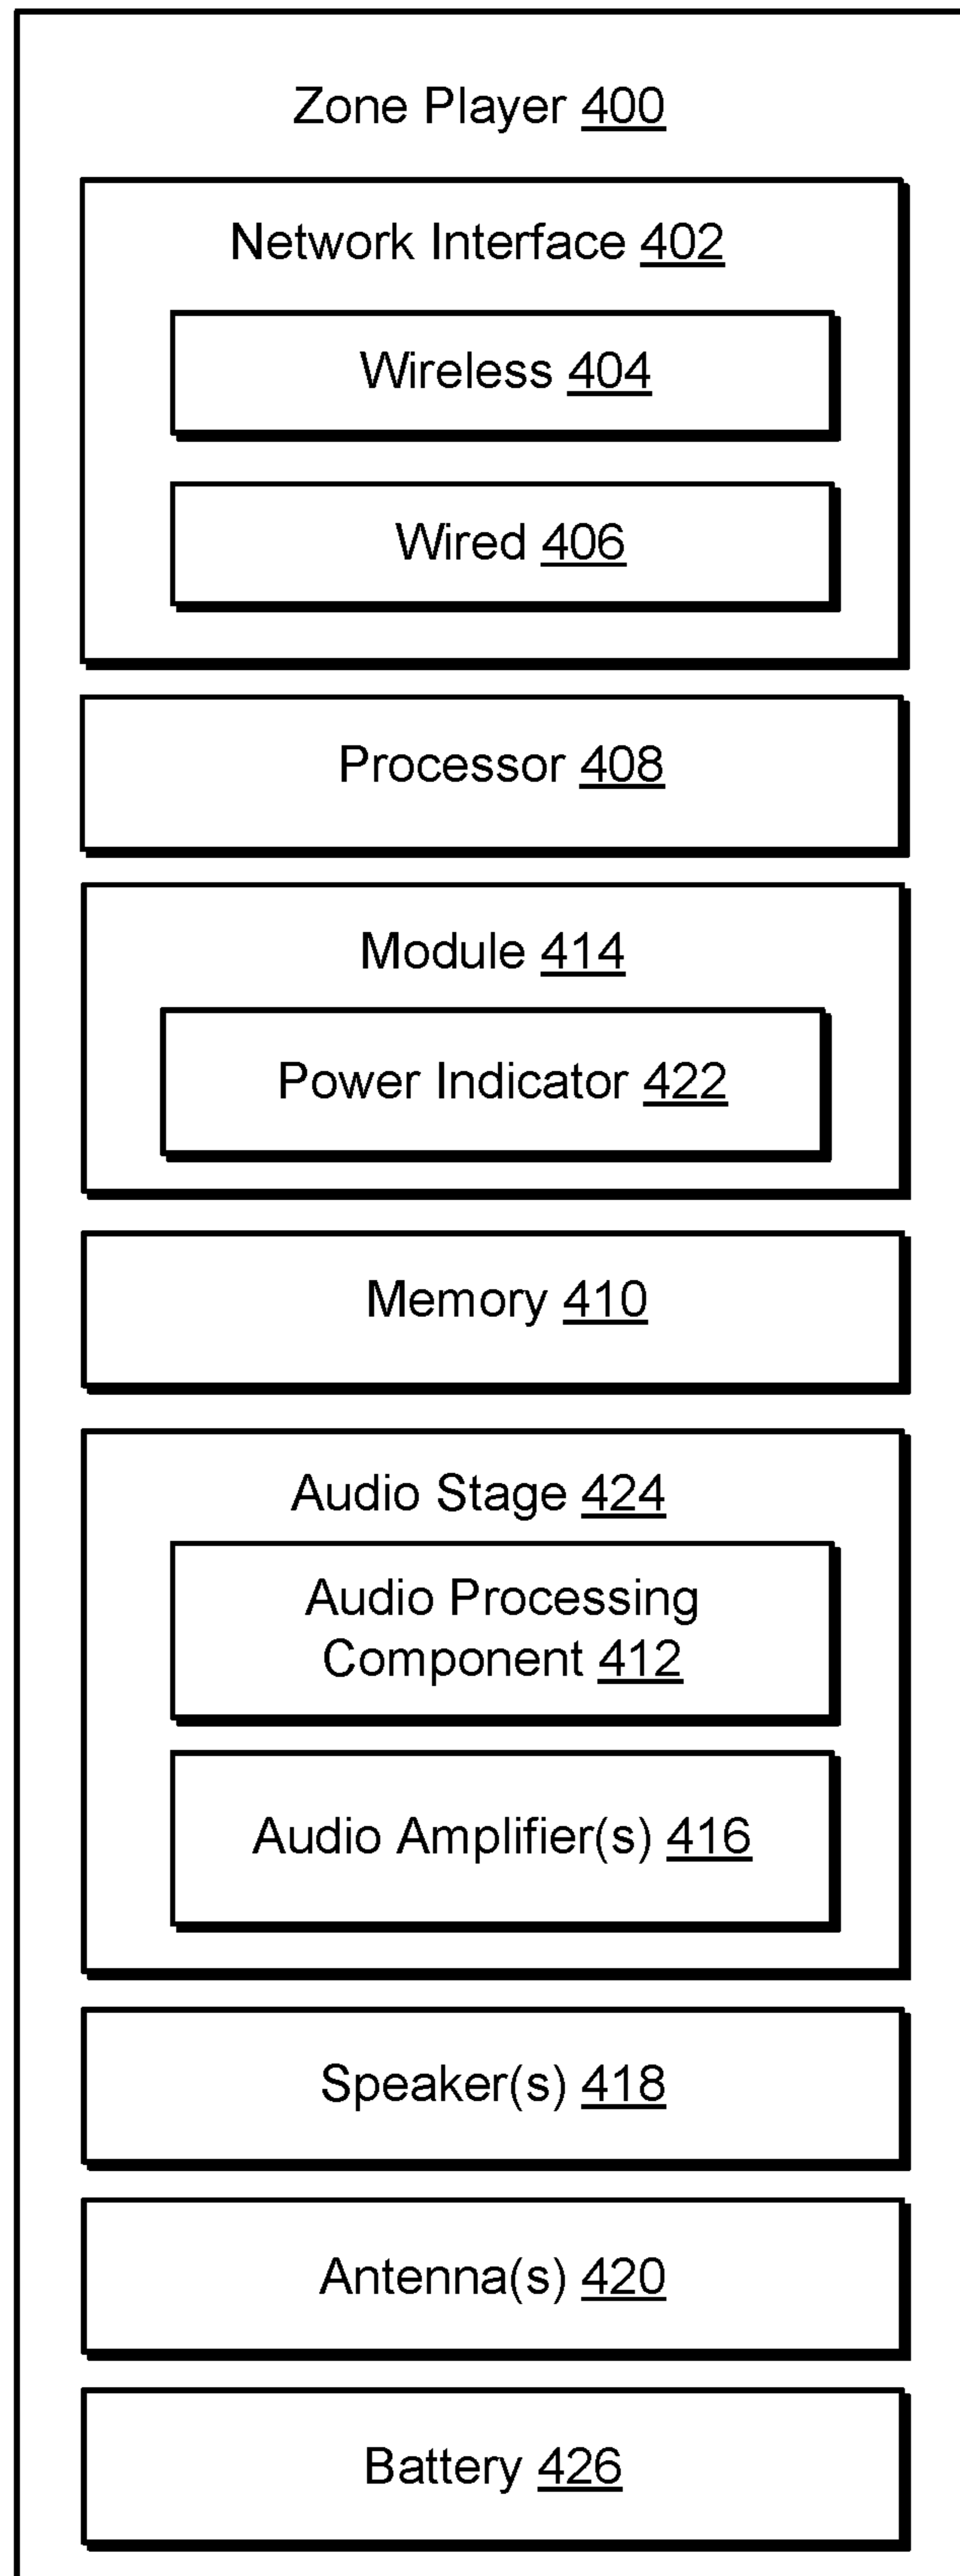 Zone Player 400
Network Interface 402
Wireless 404
Wired 406
Processor 408
Module 414
Power Indicator 422
Memory 410
Audio Stage 424
Audio Processing
Component 412
Audio Amplifier(s) 416
Speaker(s) 418
Antenna(s) 420
Battery 426